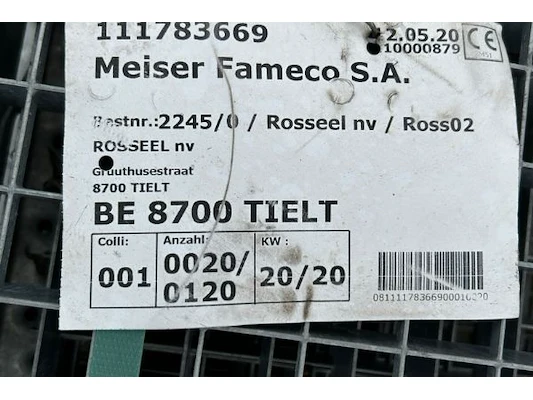 111783669
2.05.20
10000879
CE
Meiser Fameco S.A.
Bestnr.:2245/0 / Rosseel nv / Ross02
ROSSEEL nv
Gruuthusestraat
8700 TIELT
BE 8700 TIELT
Colli: Anzahl: KW :
001 0020/ 20/20
0120